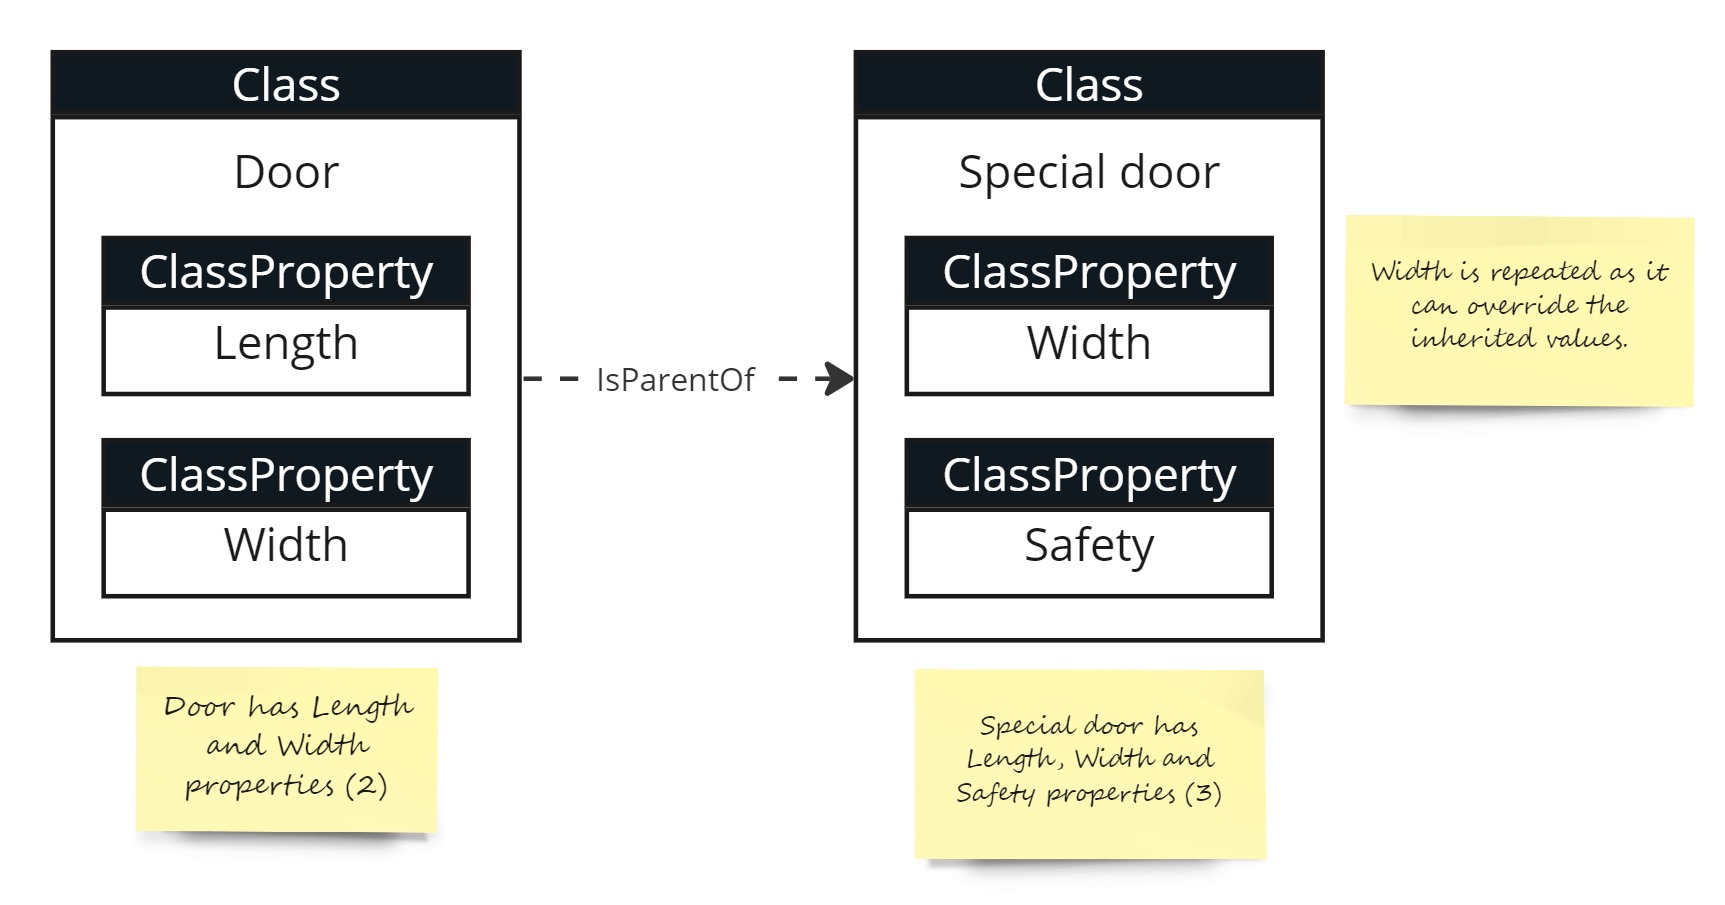 Class
Door
ClassProperty
Length
ClassProperty
Width
Door has Length
and Width
properties (2)
IsParentOf
Class
Special door
ClassProperty
Width
ClassProperty
Safety
Special door has
Length, Width and
Safety properties (3)
Width is repeated as it
can override the
inherited values.